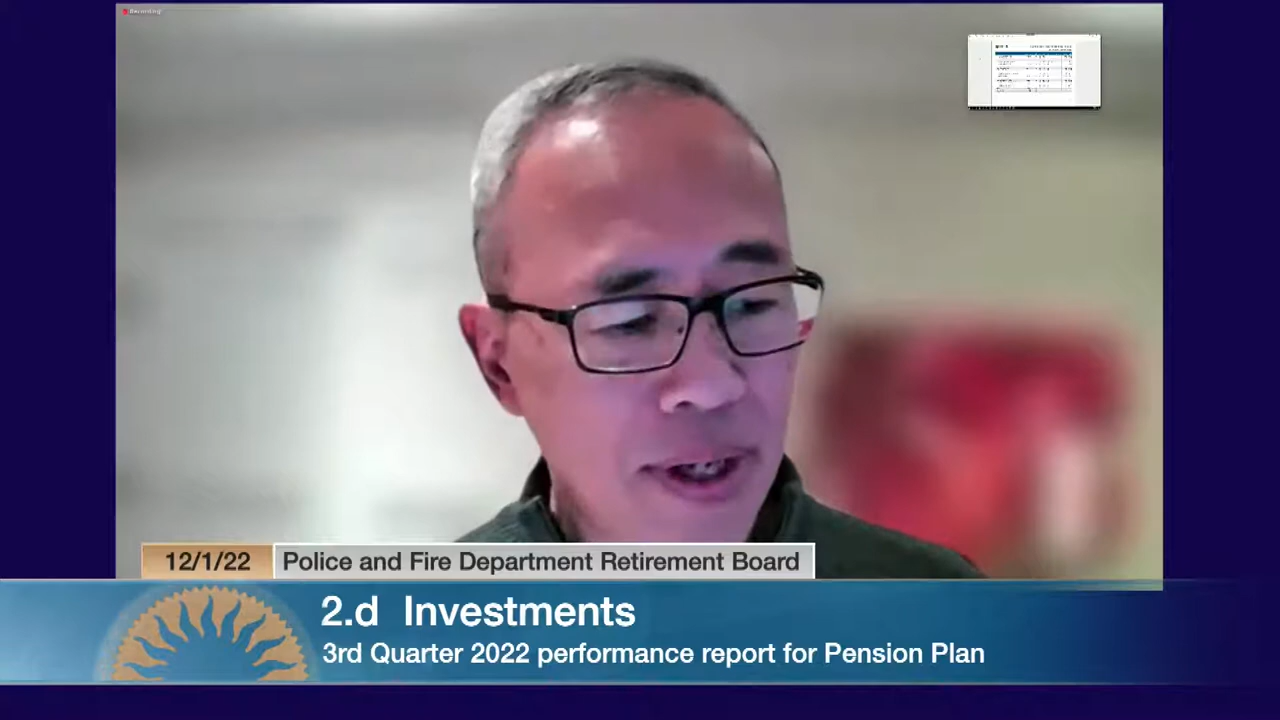 Recording
12/1/22 Police and Fire Department Retirement Board
2.d Investments
3rd Quarter 2022 performance report for Pension Plan